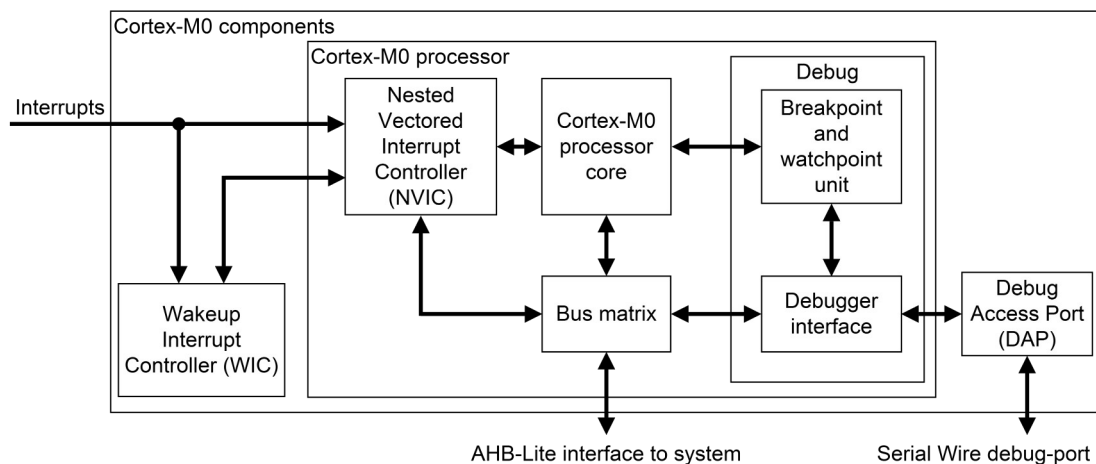 Cortex-M0 components
Cortex-M0 processor
Debug
Interrupts
Nested
Vectored
Interrupt
Controller
(NVIC)
Cortex-M0
processor
core
Breakpoint
and
watchpoint
unit
Wakeup
Interrupt
Controller (WIC)
Bus matrix
Debugger
interface
Debug
Access Port
(DAP)
AHB-Lite interface to system
Serial Wire debug-port